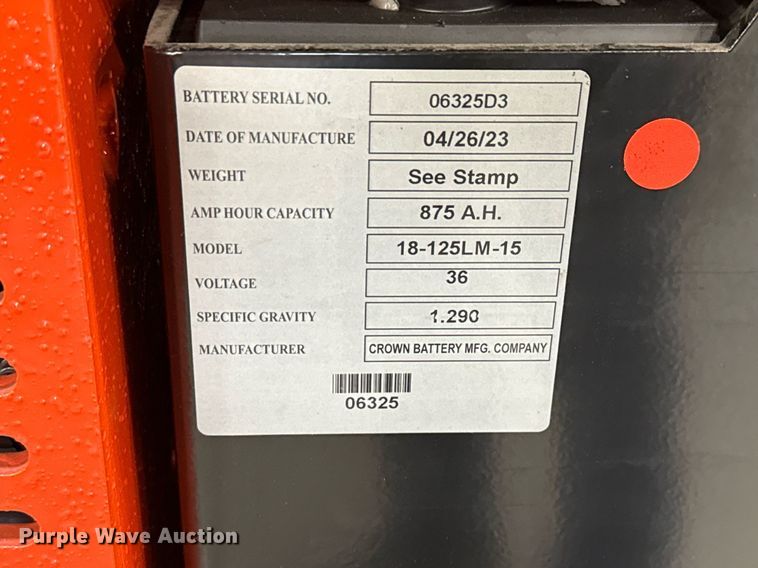 BATTERY SERIAL NO. 06325D3
DATE OF MANUFACTURE 04/26/23
WEIGHT See Stamp
AMP HOUR CAPACITY 875 A.H.
MODEL 18-125LM-15
VOLTAGE 36
SPECIFIC GRAVITY 1.290
MANUFACTURER CROWN BATTERY MFG. COMPANY
06325
Purple Wave Auction